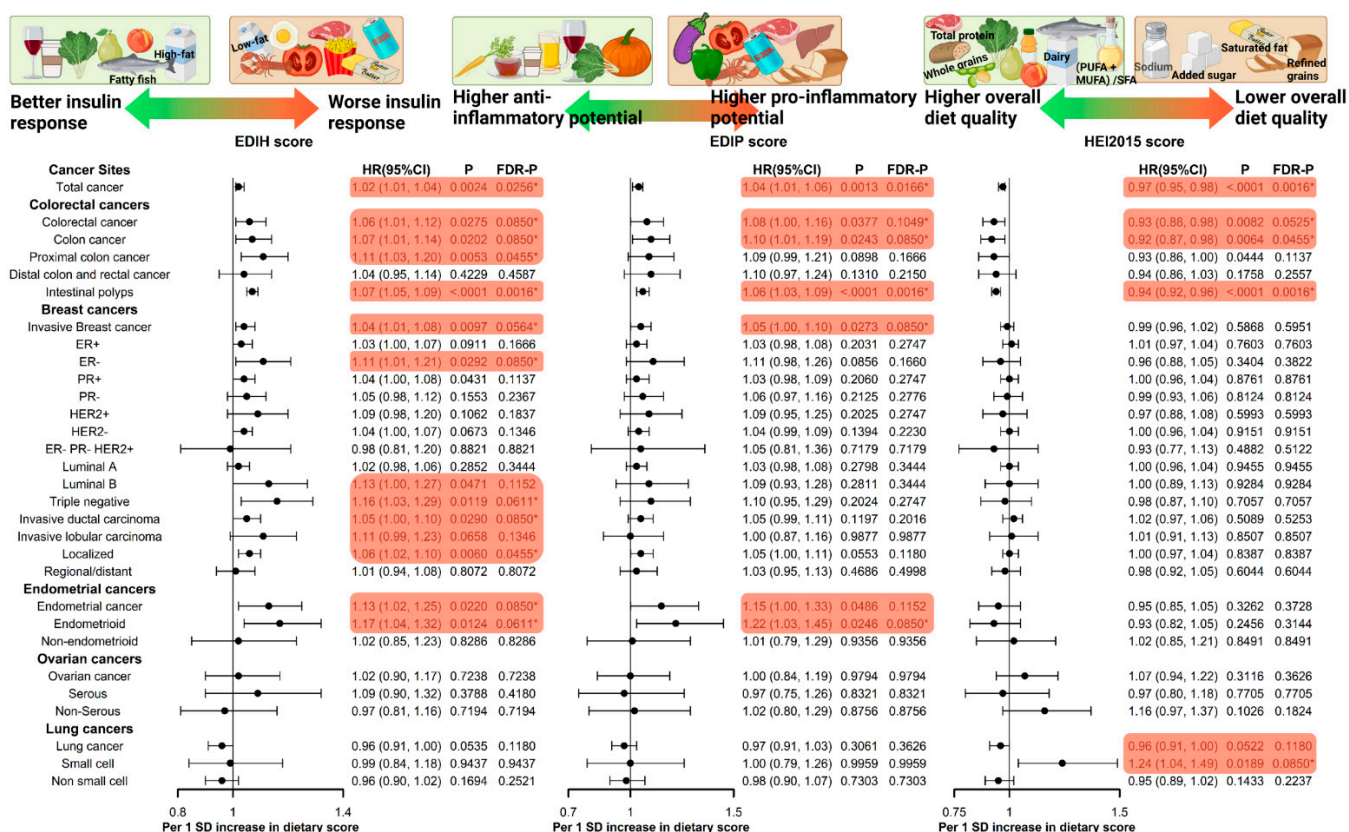 Low-fat
High-fat
Fatty fish
Better insulin response
Worse insulin response
EDIH score
Higher anti-inflammatory potential
Higher pro-inflammatory potential
EDIP score
Total protein
Whole grains
Dairy
(PUFA + MUFA) /SFA
Sodium
Added sugar
Saturated fat
Refined grains
Higher overall diet quality
Lower overall diet quality
HEI2015 score
Cancer Sites HR(95%CI) P FDR-P HR(95%CI) P FDR-P HR(95%CI) P FDR-P
Total cancer 1.02 (1.01, 1.04) 0.0024 0.0256* 1.04 (1.01, 1.06) 0.0013 0.0166* 0.97 (0.95, 0.98) <.0001 0.0016*
Colorectal cancers
Colorectal cancer 1.06 (1.01, 1.12) 0.0275 0.0850* 1.08 (1.00, 1.16) 0.0377 0.1049* 0.93 (0.88, 0.98) 0.0082 0.0525*
Colon cancer 1.07 (1.01, 1.14) 0.0202 0.0850* 1.10 (1.01, 1.19) 0.0243 0.0850* 0.92 (0.87, 0.98) 0.0064 0.0455*
Proximal colon cancer 1.11 (1.03, 1.20) 0.0053 0.0455* 1.09 (0.99, 1.21) 0.0898 0.1666 0.93 (0.86, 1.00) 0.0444 0.1137
Distal colon and rectal cancer 1.04 (0.95, 1.14) 0.4229 0.4587 1.10 (0.97, 1.24) 0.1310 0.2150 0.94 (0.86, 1.03) 0.1758 0.2557
Intestinal polyps 1.07 (1.05, 1.09) <.0001 0.0016* 1.06 (1.03, 1.09) <.0001 0.0016* 0.94 (0.92, 0.96) <.0001 0.0016*
Breast cancers
Invasive Breast cancer 1.04 (1.01, 1.08) 0.0097 0.0564* 1.05 (1.00, 1.10) 0.0273 0.0850* 0.99 (0.96, 1.02) 0.5868 0.5951
ER+ 1.03 (1.00, 1.07) 0.0911 0.1666 1.03 (0.98, 1.08) 0.2031 0.2747 1.01 (0.97, 1.04) 0.7603 0.7603
ER- 1.11 (1.01, 1.21) 0.0292 0.0850* 1.11 (0.98, 1.26) 0.0856 0.1660 0.96 (0.88, 1.05) 0.3404 0.3822
PR+ 1.04 (1.00, 1.08) 0.0431 0.1137 1.03 (0.98, 1.09) 0.2060 0.2747 1.00 (0.96, 1.04) 0.8761 0.8761
PR- 1.05 (0.98, 1.12) 0.1553 0.2367 1.06 (0.97, 1.16) 0.2125 0.2776 0.99 (0.93, 1.06) 0.8124 0.8124
HER2+ 1.09 (0.98, 1.20) 0.1062 0.1837 1.09 (0.95, 1.25) 0.2025 0.2747 0.97 (0.88, 1.08) 0.5993 0.5993
HER2- 1.04 (1.00, 1.07) 0.0673 0.1346 1.04 (0.99, 1.09) 0.1394 0.2230 1.00 (0.96, 1.04) 0.9151 0.9151
ER- PR- HER2+ 0.98 (0.81, 1.20) 0.8821 0.8821 1.05 (0.81, 1.36) 0.7179 0.7179 0.93 (0.77, 1.13) 0.4882 0.5122
Luminal A 1.02 (0.98, 1.06) 0.2852 0.3444 1.03 (0.98, 1.08) 0.2798 0.3444 1.00 (0.96, 1.04) 0.9455 0.9455
Luminal B 1.13 (1.00, 1.27) 0.0471 0.1152 1.09 (0.93, 1.28) 0.2811 0.3444 1.00 (0.89, 1.13) 0.9284 0.9284
Triple negative 1.16 (1.03, 1.29) 0.0119 0.0611* 1.10 (0.95, 1.29) 0.2024 0.2747 0.98 (0.87, 1.10) 0.7057 0.7057
Invasive ductal carcinoma 1.05 (1.00, 1.10) 0.0290 0.0850* 1.05 (0.99, 1.11) 0.1197 0.2016 1.02 (0.97, 1.06) 0.5089 0.5253
Invasive lobular carcinoma 1.11 (0.99, 1.23) 0.0658 0.1346 1.00 (0.87, 1.16) 0.9877 0.9877 1.01 (0.91, 1.13) 0.8507 0.8507
Localized 1.06 (1.02, 1.10) 0.0060 0.0455* 1.05 (1.00, 1.11) 0.0553 0.1180 1.00 (0.97, 1.04) 0.8387 0.8387
Regional/distant 1.01 (0.94, 1.08) 0.8072 0.8072 1.03 (0.95, 1.13) 0.4686 0.4998 0.98 (0.92, 1.05) 0.6044 0.6044
Endometrial cancers
Endometrial cancer 1.13 (1.02, 1.25) 0.0220 0.0850* 1.15 (1.00, 1.33) 0.0486 0.1152 0.95 (0.85, 1.05) 0.3262 0.3728
Endometrioid 1.17 (1.04, 1.32) 0.0124 0.0611* 1.22 (1.03, 1.45) 0.0246 0.0850* 0.93 (0.82, 1.05) 0.2456 0.3144
Non-endometrioid 1.02 (0.85, 1.23) 0.8286 0.8286 1.01 (0.79, 1.29) 0.9356 0.9356 1.02 (0.85, 1.21) 0.8491 0.8491
Ovarian cancers
Ovarian cancer 1.02 (0.90, 1.17) 0.7238 0.7238 1.00 (0.84, 1.19) 0.9794 0.9794 1.07 (0.94, 1.22) 0.3116 0.3626
Serous 1.09 (0.90, 1.32) 0.3788 0.4180 0.97 (0.75, 1.26) 0.8321 0.8321 0.97 (0.80, 1.18) 0.7705 0.7705
Non-Serous 0.97 (0.81, 1.16) 0.7194 0.7194 1.02 (0.80, 1.29) 0.8756 0.8756 1.16 (0.97, 1.37) 0.1026 0.1824
Lung cancers
Lung cancer 0.96 (0.91, 1.00) 0.0535 0.1180 0.97 (0.91, 1.03) 0.3061 0.3626 0.96 (0.91, 1.00) 0.0522 0.1180
Small cell 0.99 (0.84, 1.18) 0.9437 0.9437 1.00 (0.79, 1.26) 0.9959 0.9959 1.24 (1.04, 1.49) 0.0189 0.0850*
Non small cell 0.96 (0.90, 1.02) 0.1694 0.2521 0.98 (0.90, 1.07) 0.7303 0.7303 0.95 (0.89, 1.02) 0.1433 0.2237
0.8 1 1.4 0.7 1 1.5 0.75 1 1.5
Per 1 SD increase in dietary score Per 1 SD increase in dietary score Per 1 SD increase in dietary score